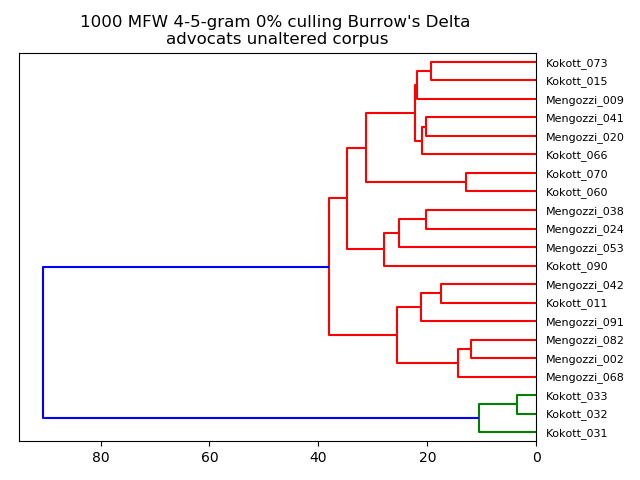 1000 MFW 4-5-gram 0% culling Burrow's Delta
advocats unaltered corpus
Kokott_073
Kokott_015
Mengozzi_009
Mengozzi_041
Mengozzi_020
Kokott_066
Kokott_070
Kokott_060
Mengozzi_038
Mengozzi_024
Mengozzi_053
Kokott_090
Mengozzi_042
Kokott_011
Mengozzi_091
Mengozzi_082
Mengozzi_002
Mengozzi_068
Kokott_033
Kokott_032
Kokott_031
80 60 40 20 0